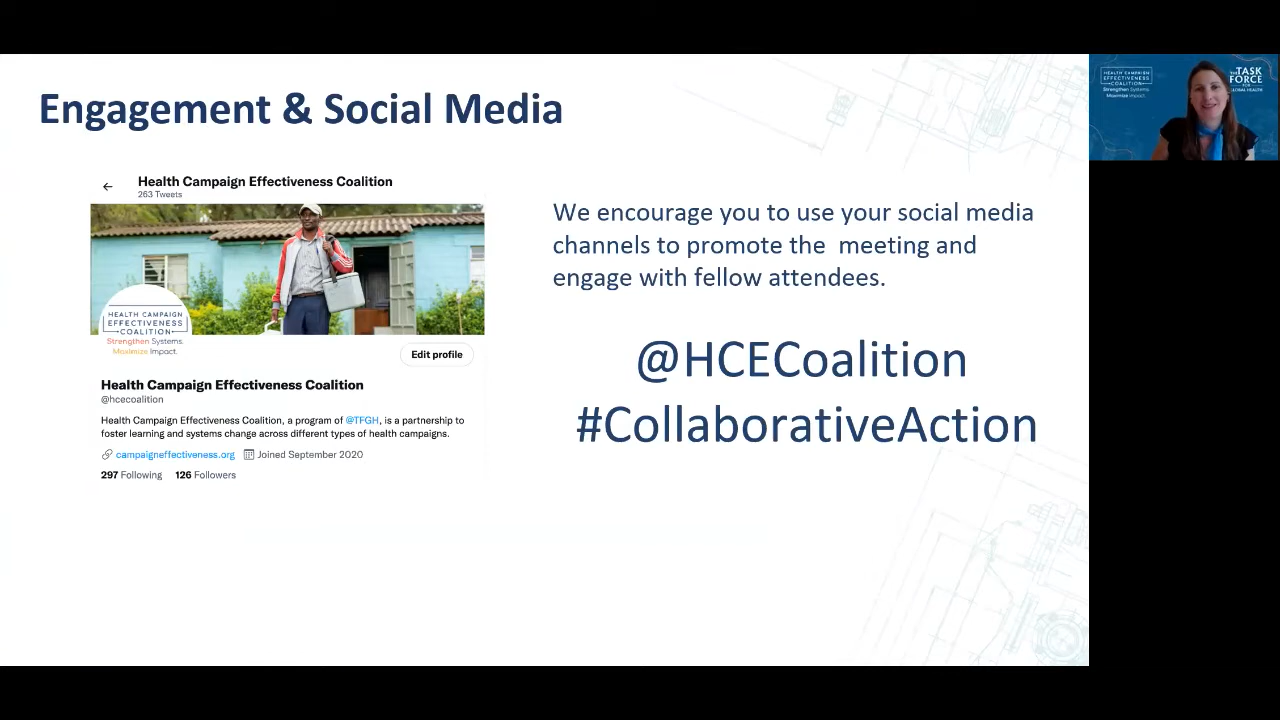 Engagement & Social Media
Health Campaign Effectiveness Coalition
263 Tweets
HEALTH CAMPAIGN
EFFECTIVENESS
COALITION
Strengthen Systems.
Maximize Impact.
Edit profile
Health Campaign Effectiveness Coalition
@hcecoalition
Health Campaign Effectiveness Coalition, a program of @TFGH, is a partnership to
foster learning and systems change across different types of health campaigns.
campaigneffectiveness.org Joined September 2020
297 Following 126 Followers
We encourage you to use your social media
channels to promote the meeting and
engage with fellow attendees.
@HCECoalition
#CollaborativeAction
HEALTH CAMPAIGN
EFFECTIVENESS
COALITION
Strengthen Systems.
Maximize Impact.
THE TASK
FORCE
FOR
GLOBAL HEALTH